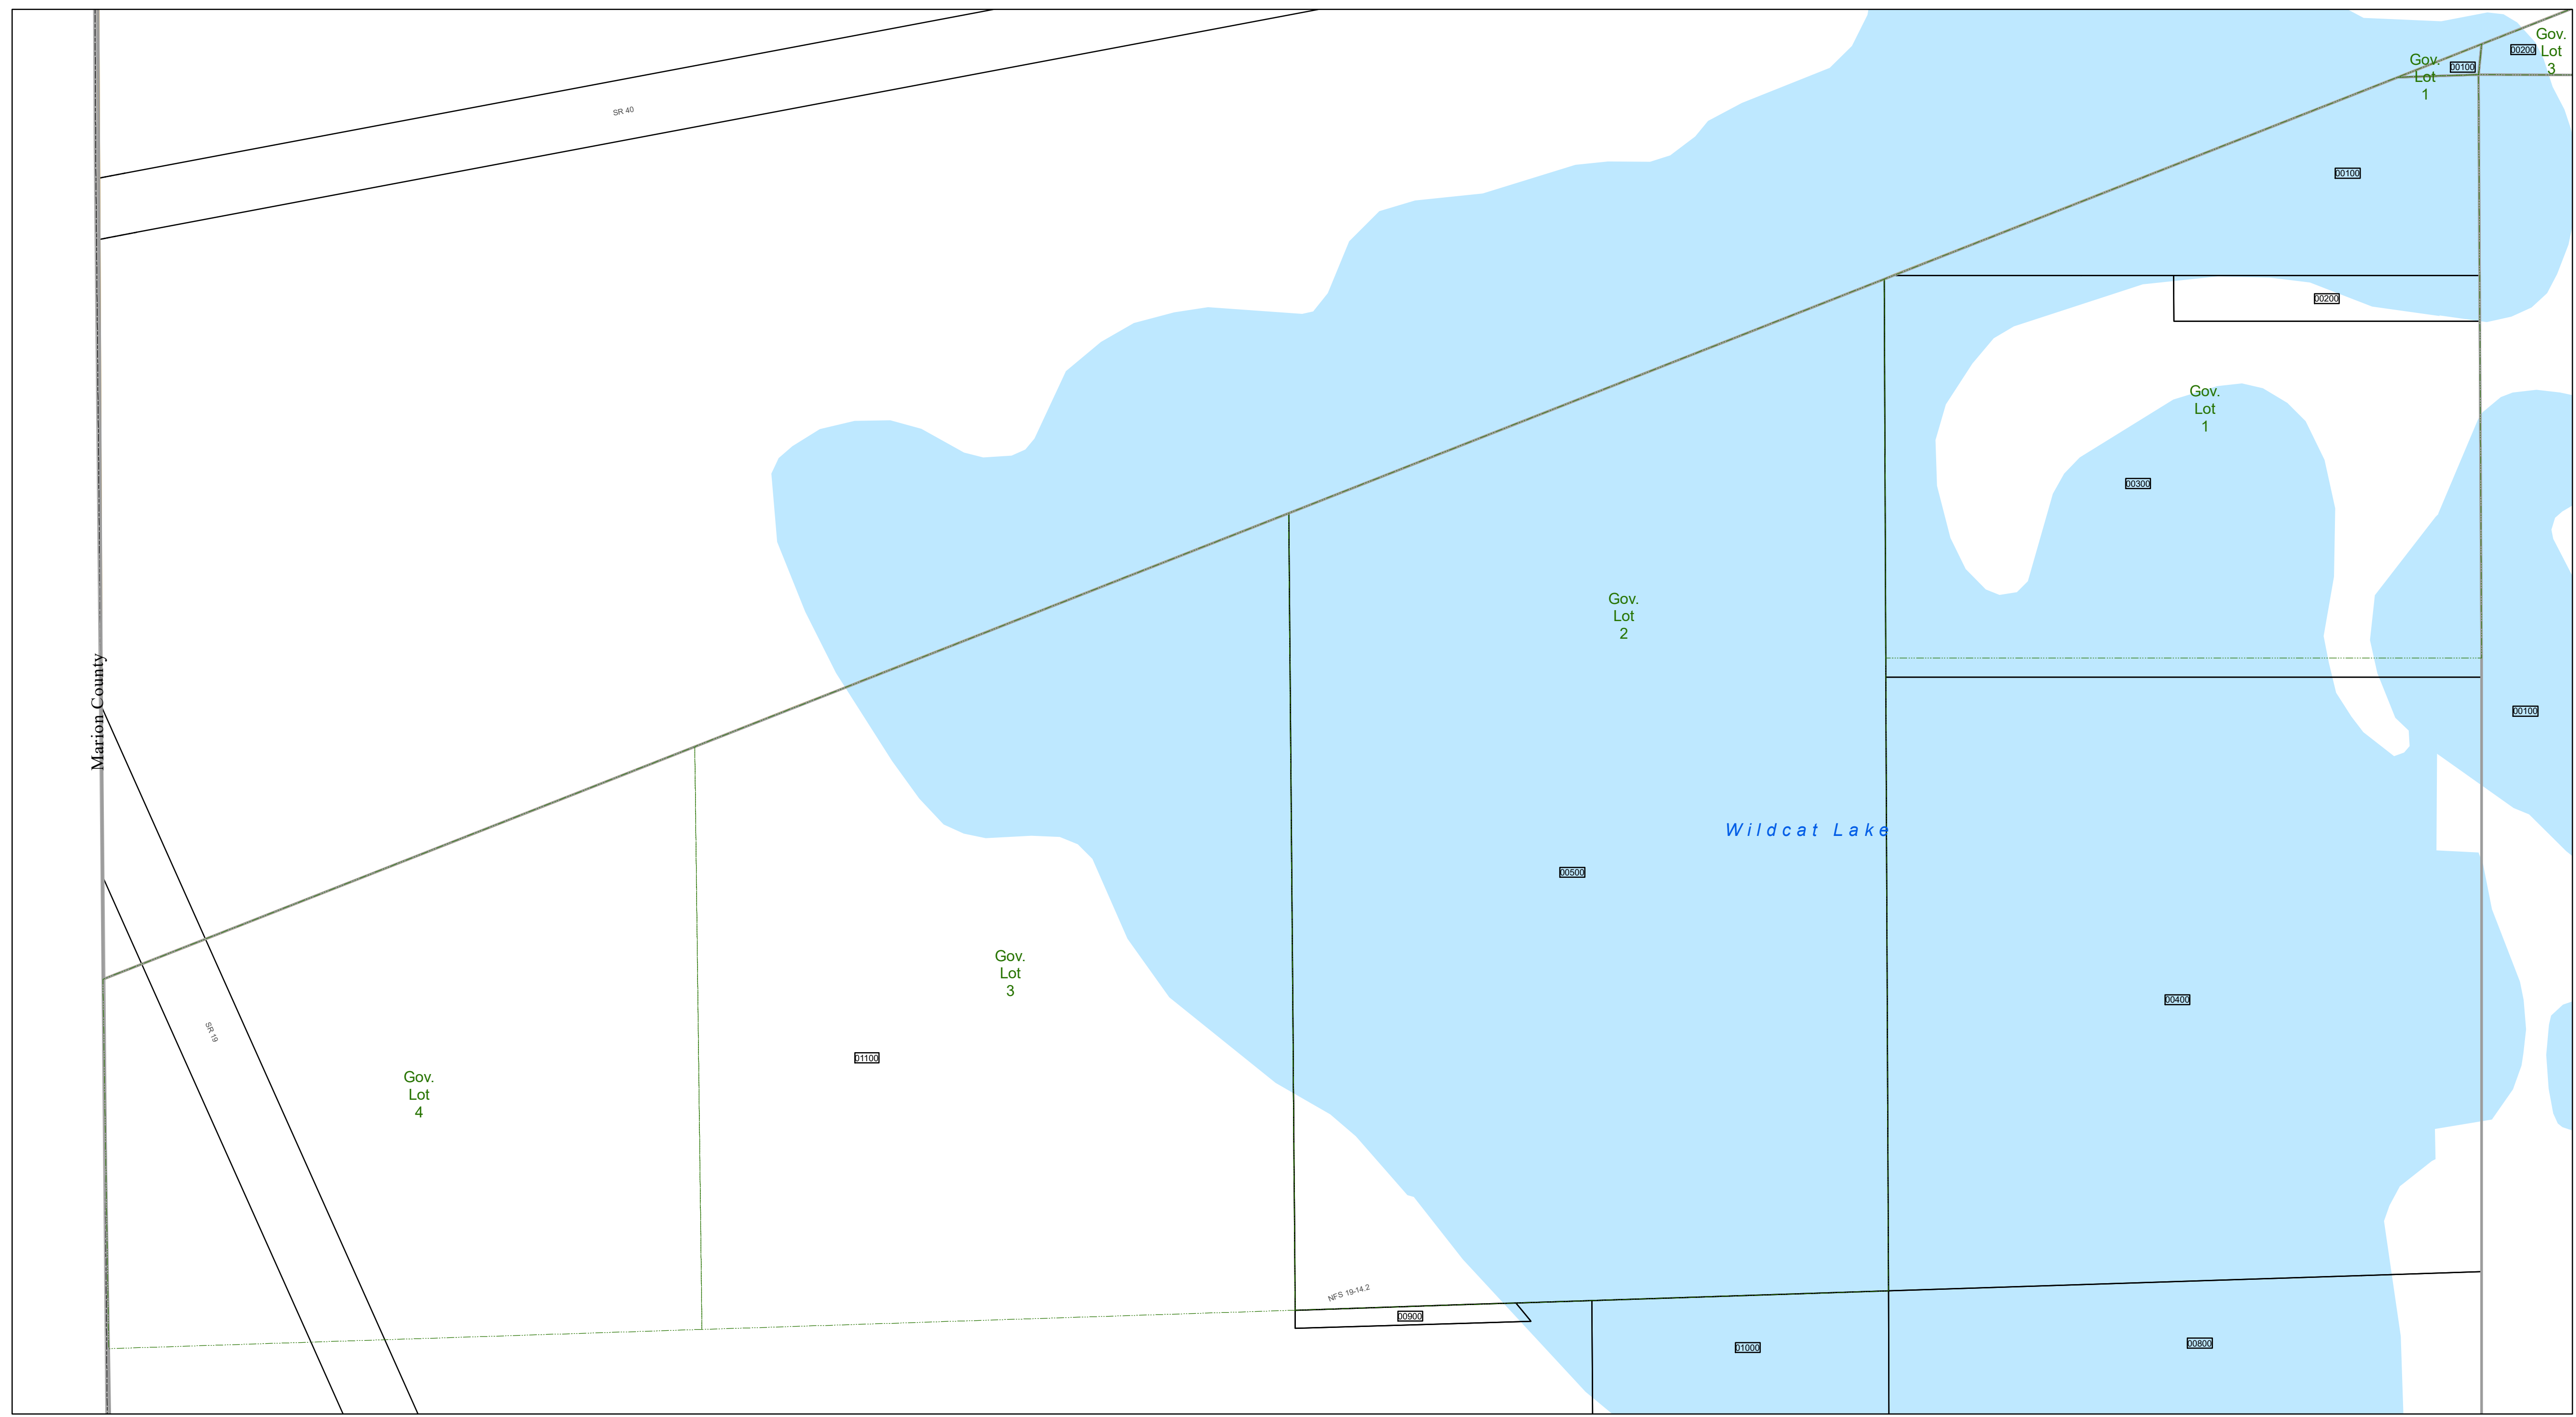 Gov.
Lot
3
00200
Gov.
Lot
1
00100
SR 40
00100
00200
Gov.
Lot
1
00300
Gov.
Lot
2
Marion County
00100
Wildcat Lake
00500
Gov.
Lot
3
00400
SR 19
01100
Gov.
Lot
4
NFS 19-14.2
00900
01000
00800